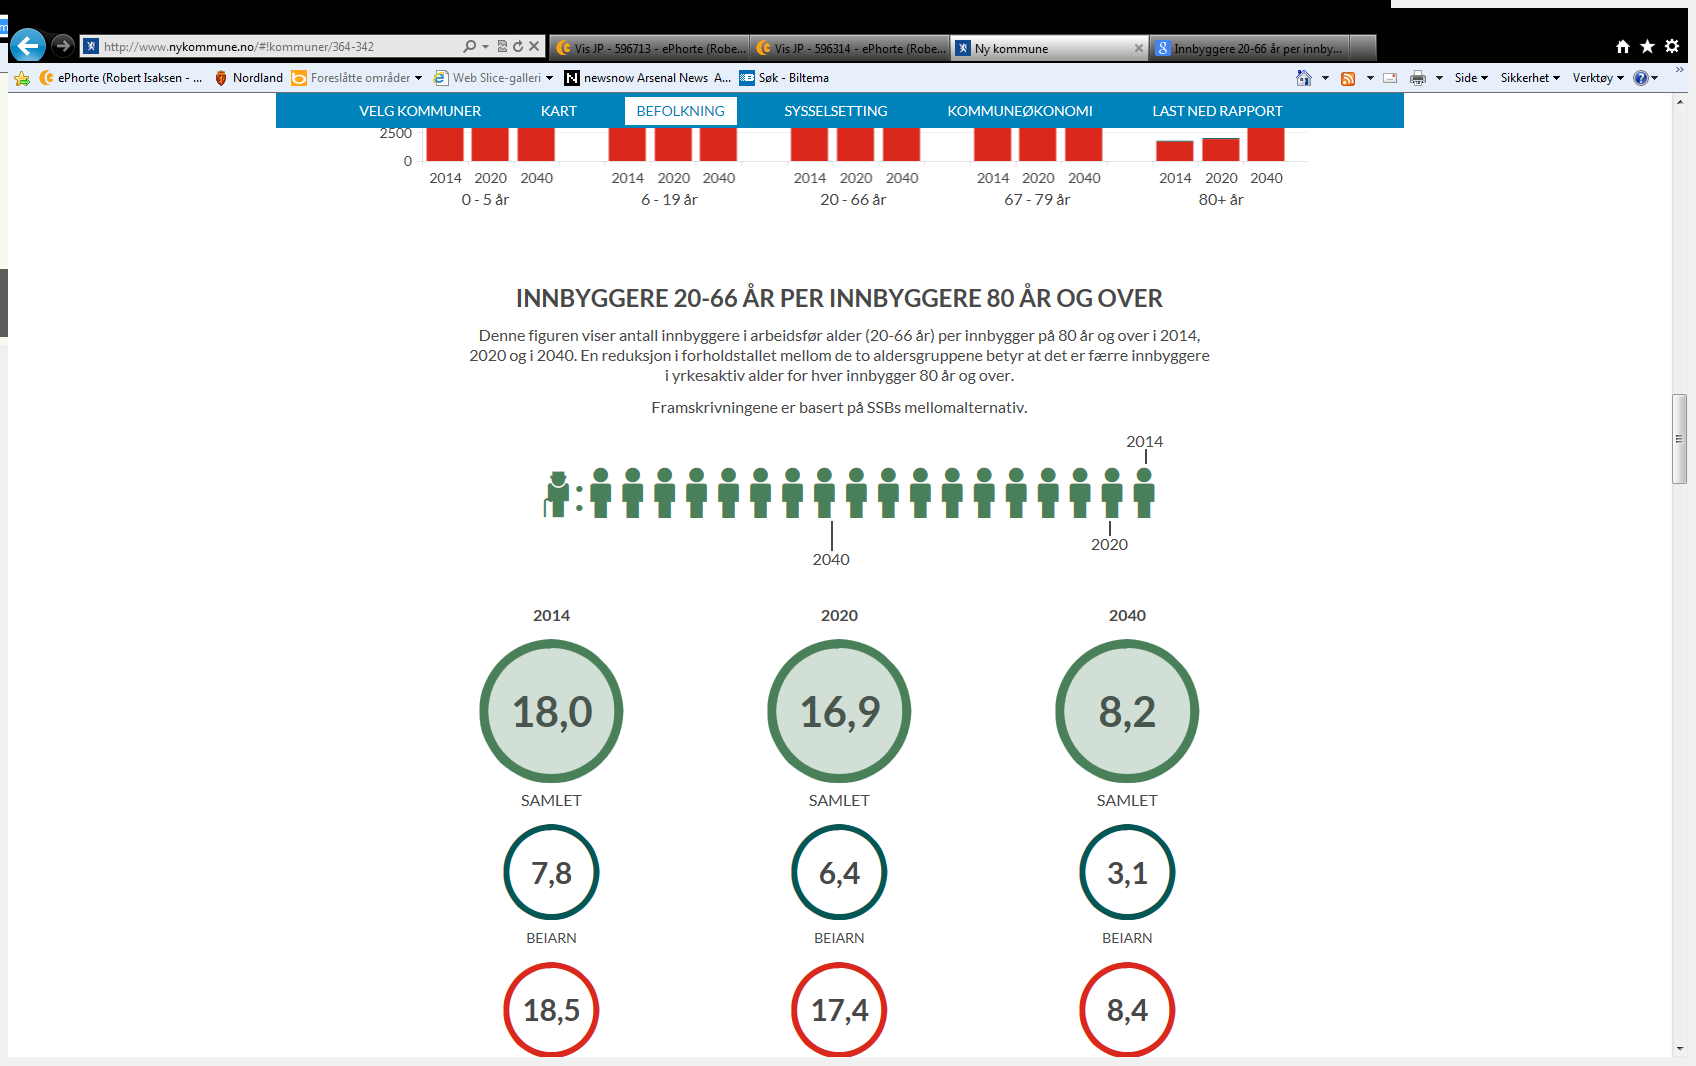 http://www.nykommune.no/#!kommuner/364-342
Vis JP - 596713 - ePhorte (Robe...
Vis JP - 596314 - ePhorte (Robe...
Ny kommune
Innbyggere 20-66 år per innby...
ePhorte (Robert Isaksen - ...
Nordland
Foreslåtte områder
Web Slice-galleri
newsnow Arsenal News A...
Søk - Biltema
Side
Sikkerhet
Verktøy
VELG KOMMUNER
KART
BEFOLKNING
SYSSELSETTING
KOMMUNEØKONOMI
LAST NED RAPPORT
2500
0
2014 2020 2040 2014 2020 2040 2014 2020 2040 2014 2020 2040 2014 2020 2040
0 - 5 år 6 - 19 år 20 - 66 år 67 - 79 år 80+ år
INNBYGGERE 20-66 ÅR PER INNBYGGERE 80 ÅR OG OVER
Denne figuren viser antall innbyggere i arbeidsfør alder (20-66 år) per innbygger på 80 år og over i 2014,
2020 og i 2040. En reduksjon i forholdstallet mellom de to aldersgruppene betyr at det er færre innbyggere
i yrkesaktiv alder for hver innbygger 80 år og over.
Framskrivningene er basert på SSBs mellomalternativ.
2014
:
2020
2040
2014 2020 2040
18,0 16,9 8,2
SAMLET SAMLET SAMLET
7,8 6,4 3,1
BEIARN BEIARN BEIARN
18,5 17,4 8,4